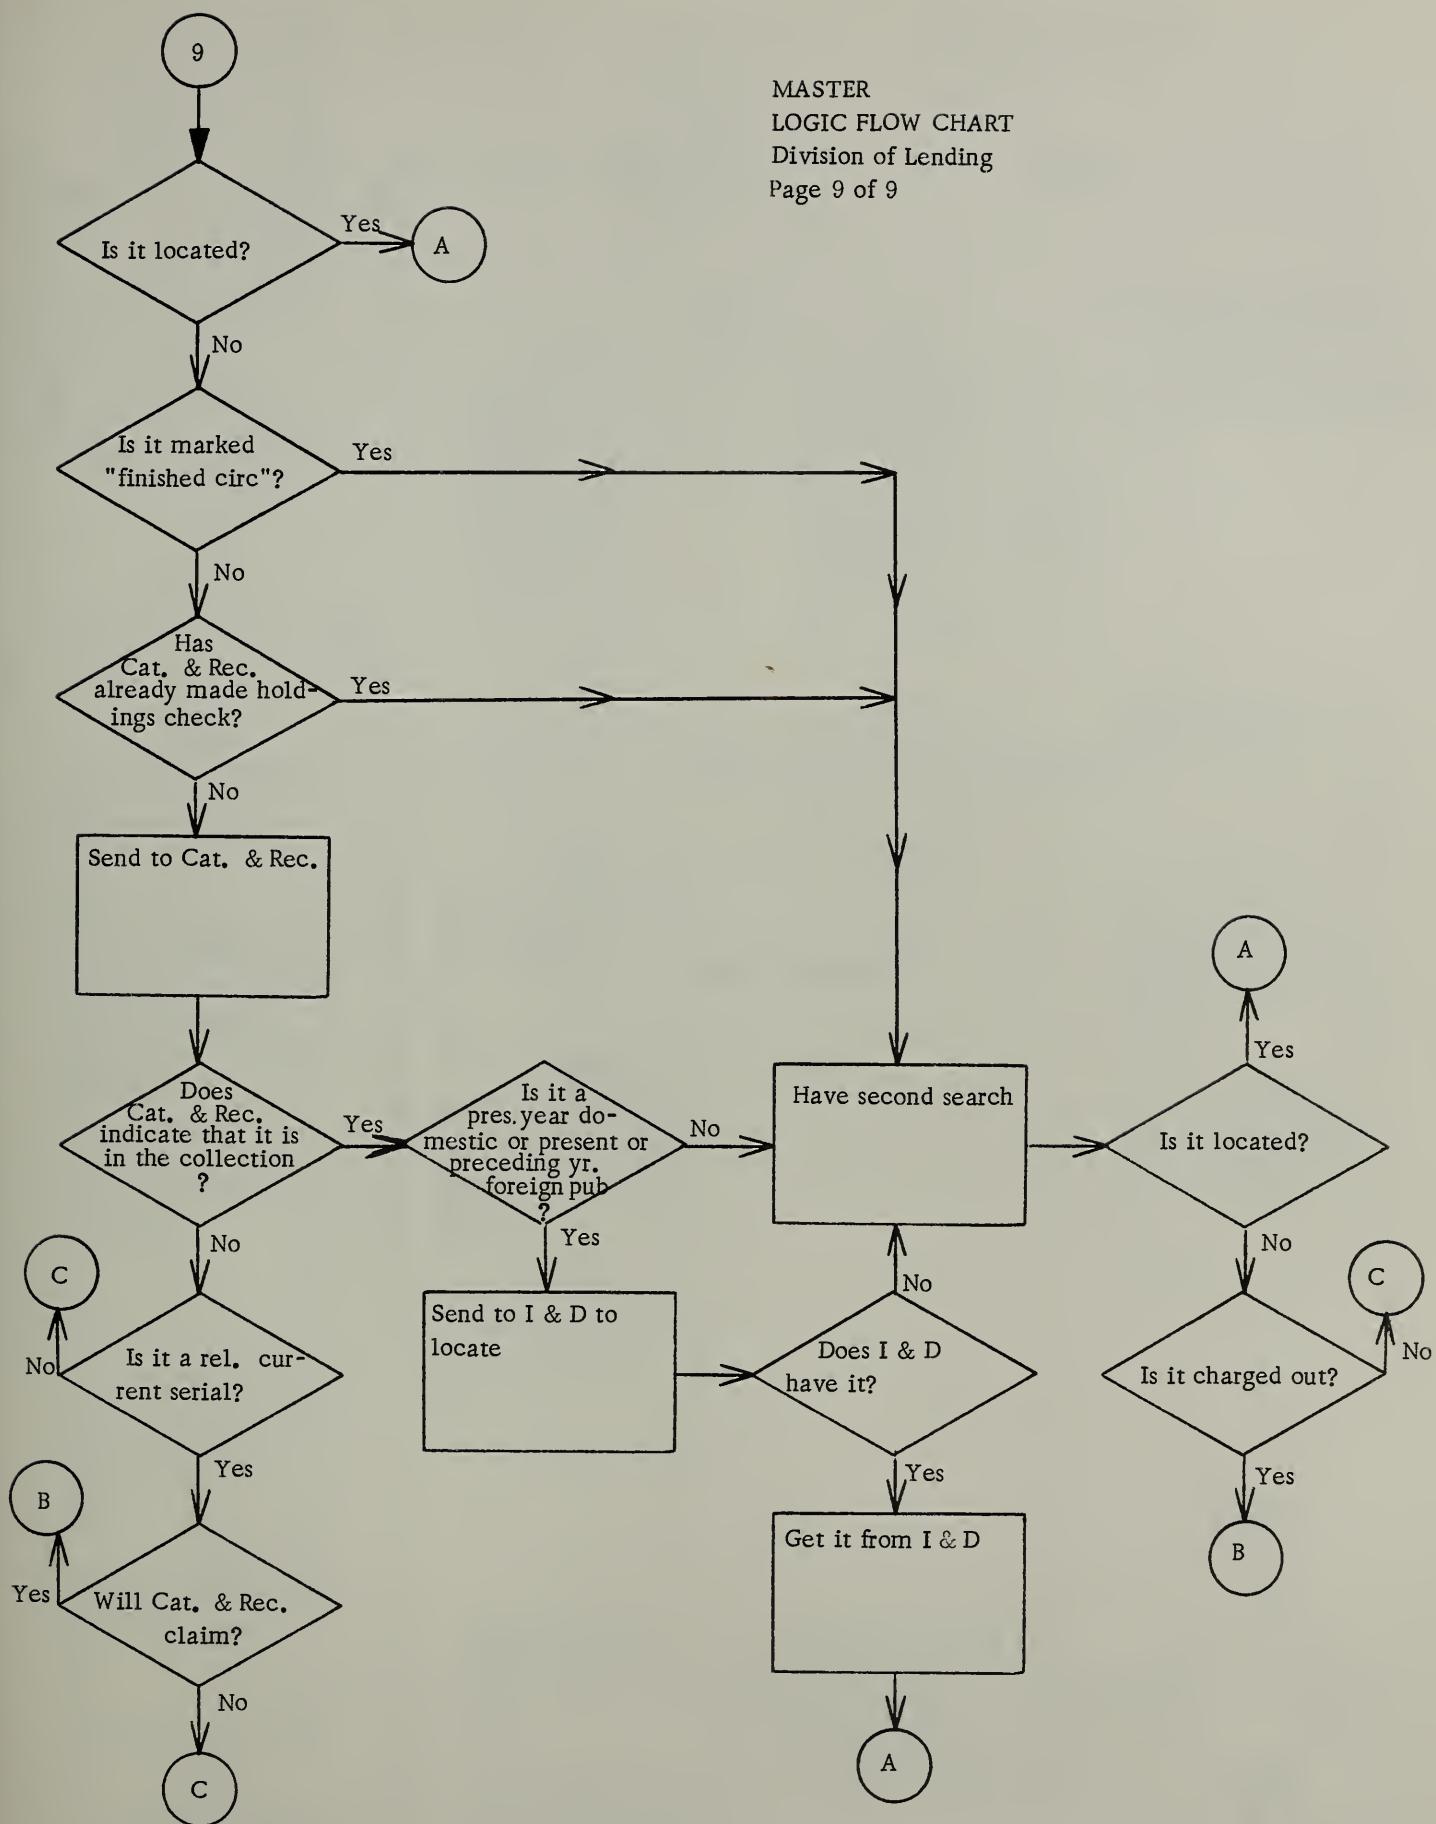 9
MASTER
LOGIC FLOW CHART
Division of Lending
Page 9 of 9
Is it located?
Yes
A
No
Is it marked
"finished circ"?
Yes
No
Has
Cat. & Rec.
already made hold-
ings check?
Yes
No
Send to Cat. & Rec.
Does
Cat. & Rec.
indicate that it is
in the collection
?
Yes
Is it a
pres. year do-
mestic or present or
preceding yr.
foreign pub
?
No
Have second search
Is it located?
Yes
A
No
Is it charged out?
No
C
Yes
B
Yes
Send to I & D to
locate
Does I & D
have it?
No
Yes
Get it from I & D
A
No
Is it a rel. cur-
rent serial?
No
C
Yes
Will Cat. & Rec.
claim?
Yes
B
No
C